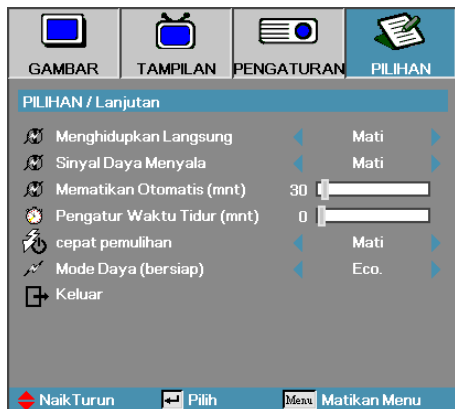 GAMBAR TAMPILAN PENGATURAN PILIHAN
PILIHAN / Lanjutan
Menghidupkan Langsung Mati
Sinyal Daya Menyala Mati
Mematikan Otomatis (mnt) 30
Pengatur Waktu Tidur (mnt) 0
cepat pemulihan Mati
Mode Daya (bersiap) Eco.
Keluar
NaikTurun Pilih Menu Matikan Menu